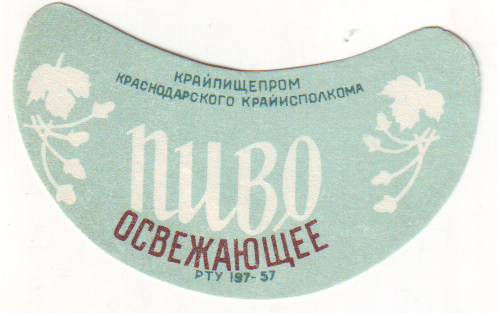 КРАЙПИЩЕПРОМ
КРАСНОДАРСКОГО КРАЙИСПОЛКОМА
ПИВО
ОСВЕЖАЮЩЕЕ
РТУ 197-57